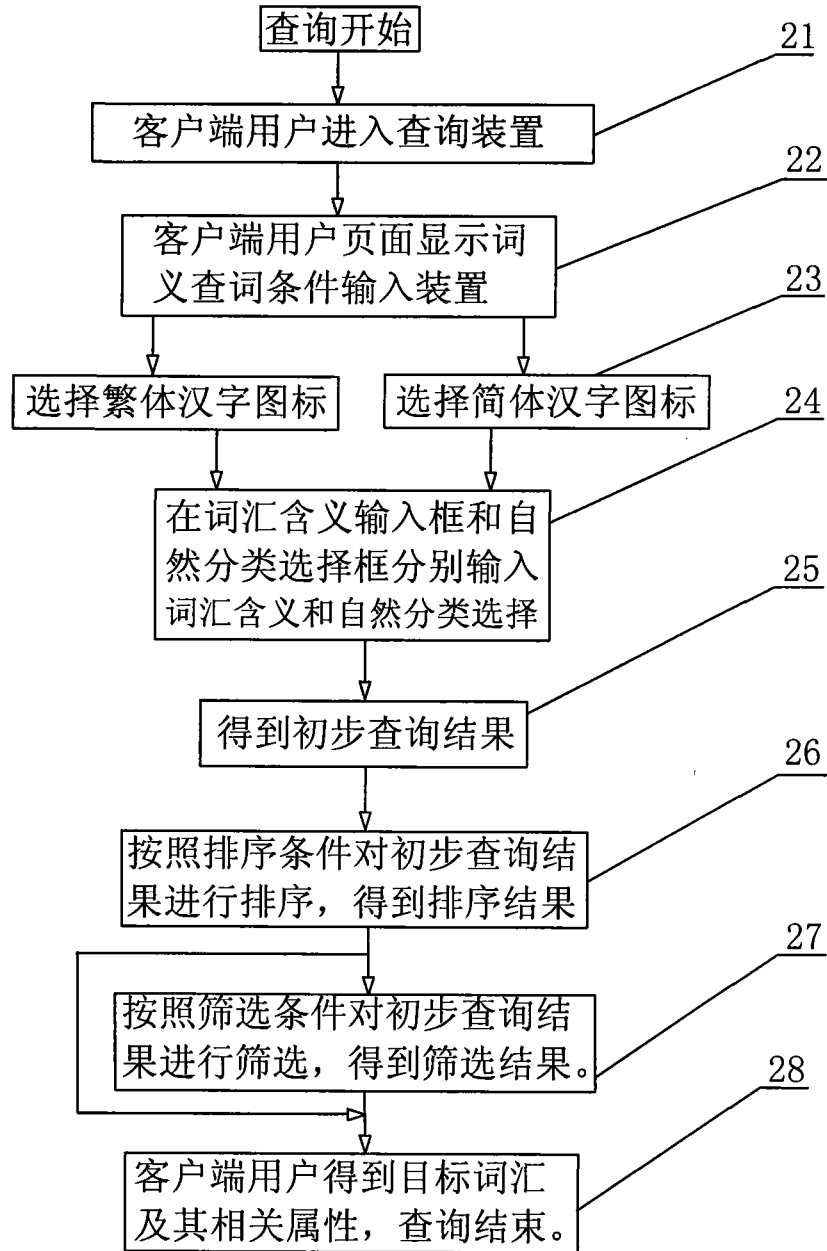 查询开始
21
客户端用户进入查询装置
22
客户端用户页面显示词
义查词条件输入装置
23
选择繁体汉字图标
选择简体汉字图标
24
在词汇含义输入框和自
然分类选择框分别输入
词汇含义和自然分类选择
25
得到初步查询结果
26
按照排序条件对初步查询结
果进行排序，得到排序结果
27
按照筛选条件对初步查询结
果进行筛选，得到筛选结果。
28
客户端用户得到目标词汇
及其相关属性，查询结束。